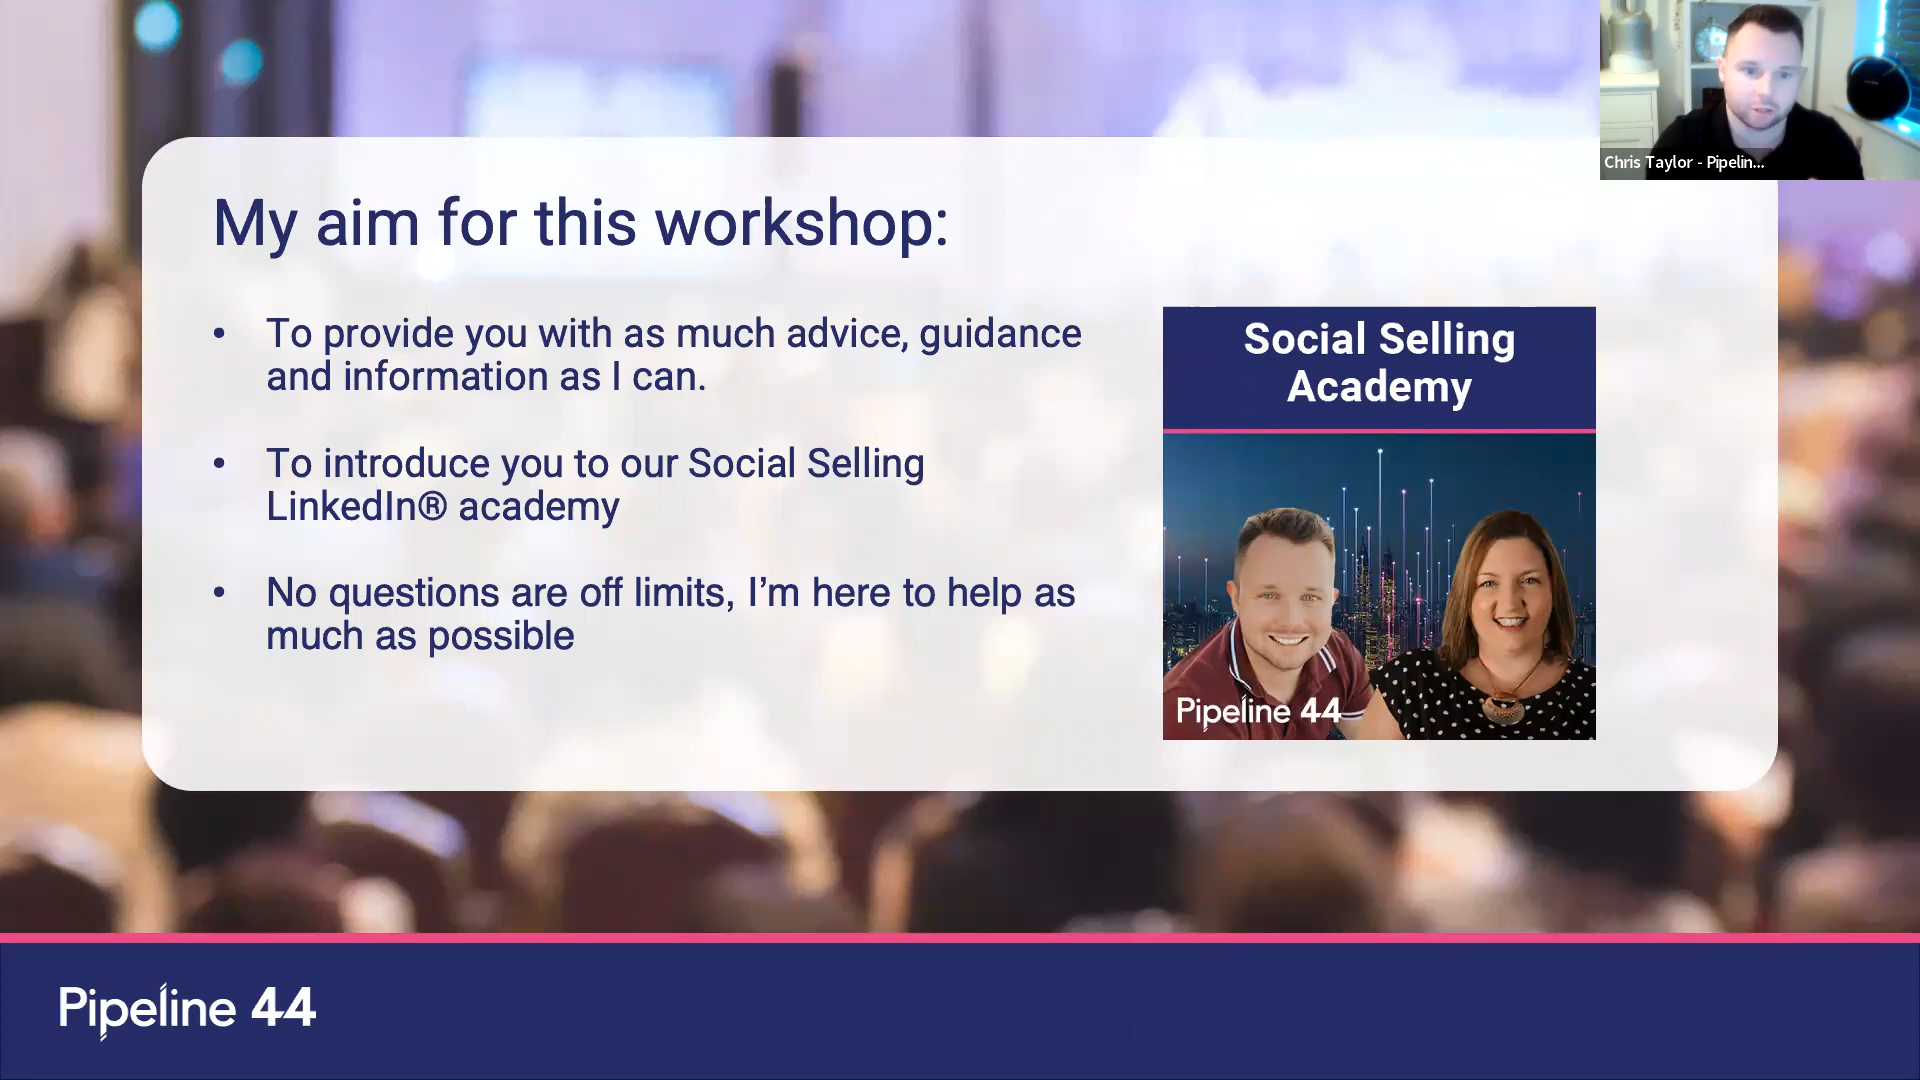 Chris Taylor - Pipelin...
My aim for this workshop:
• To provide you with as much advice, guidance
and information as I can.
• To introduce you to our Social Selling
LinkedIn® academy
• No questions are off limits, I’m here to help as
much as possible
Social Selling
Academy
Pipeline 44
Pipeline 44